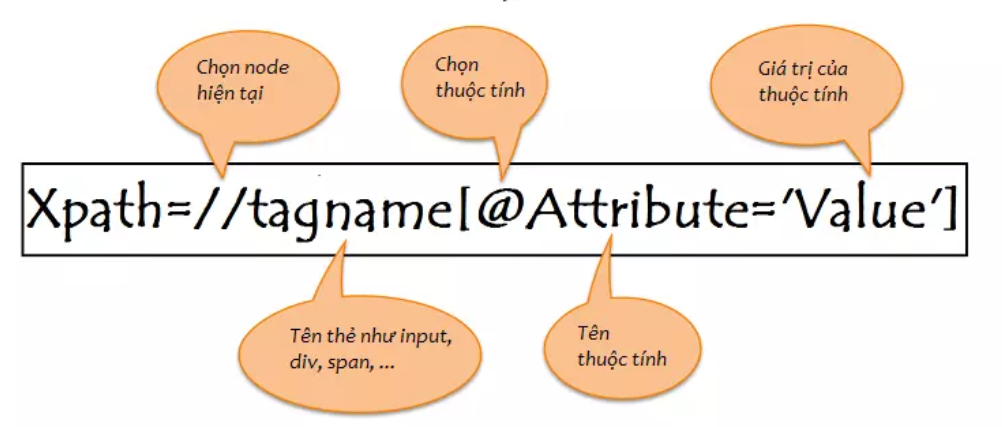 Chọn node
hiện tại
Chọn
thuộc tính
Giá trị của
thuộc tính
Xpath=//tagname[@Attribute='Value']
Tên thẻ như input,
div, span, ...
Tên
thuộc tính